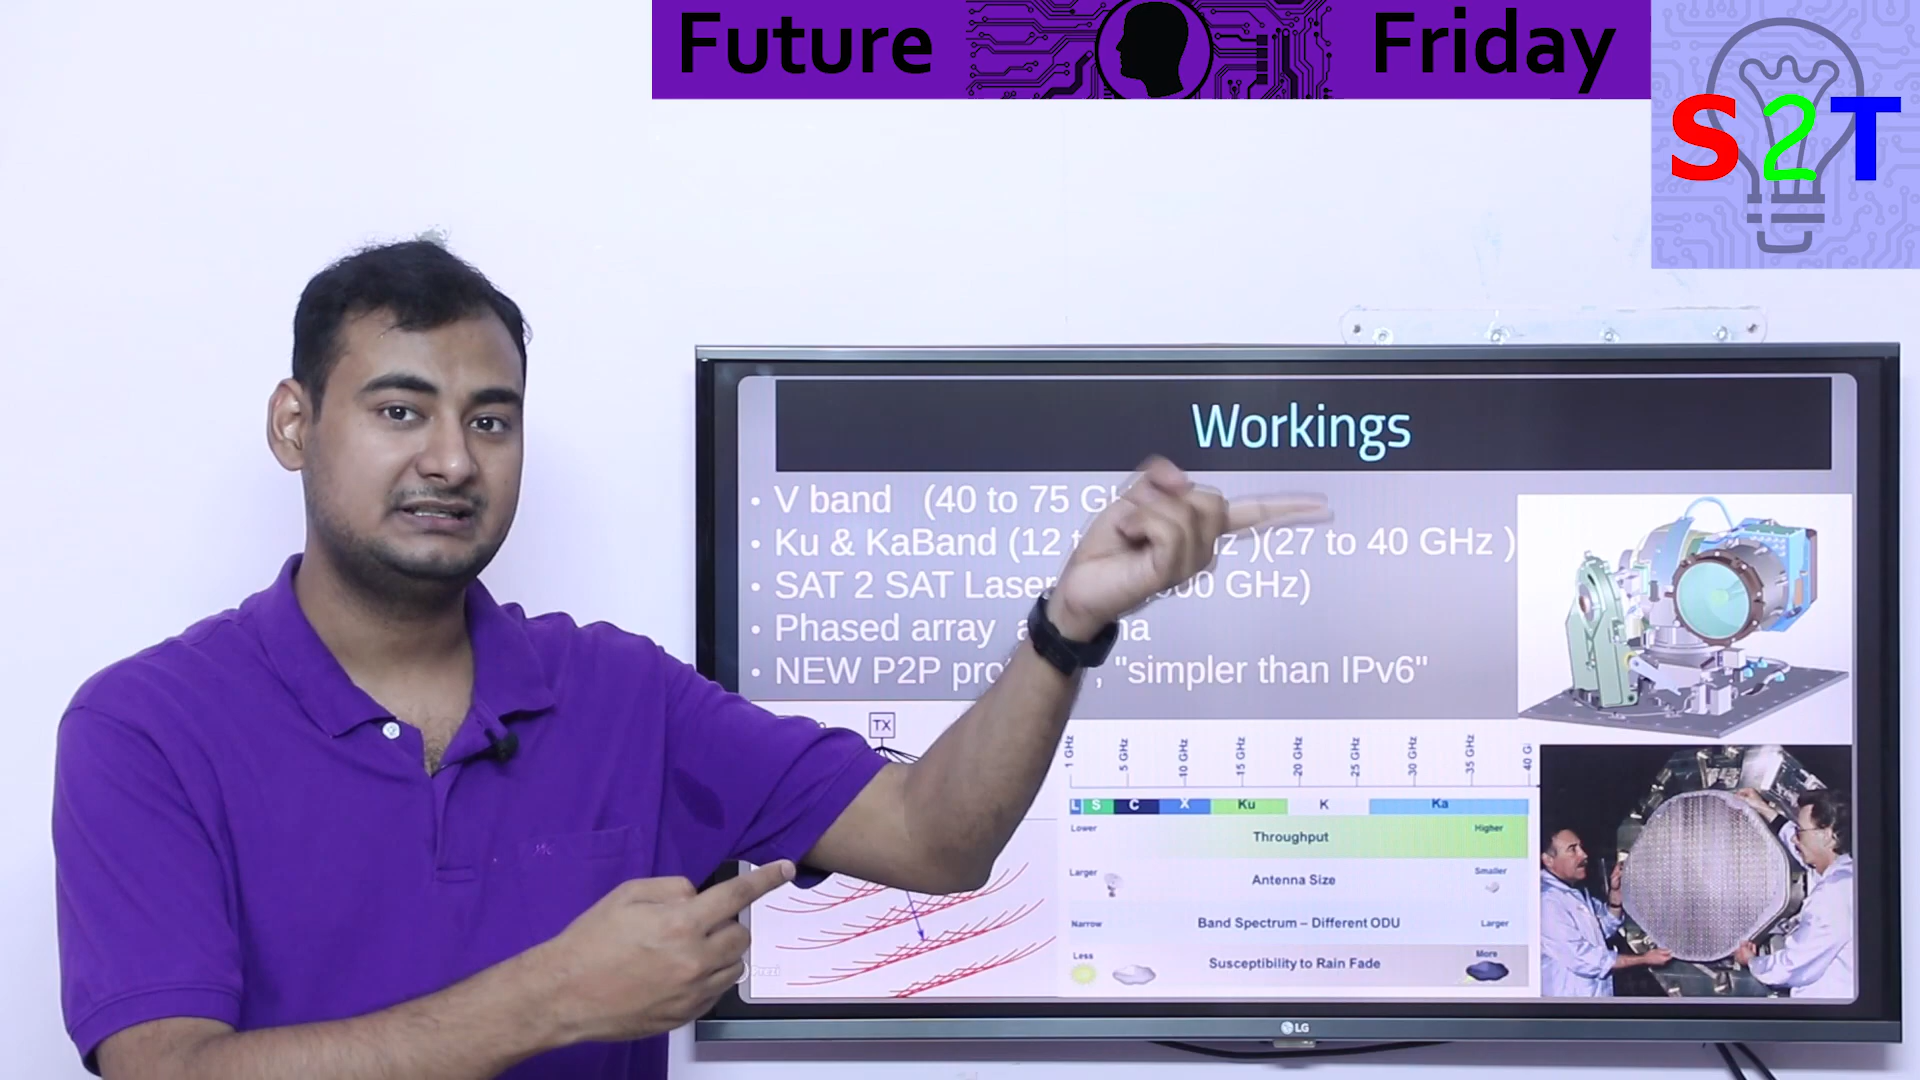 Future Friday
S2T
Workings
• V band (40 to 75
• Ku & KaBand (12 )(27 to 40 GHz )
• SAT 2 SAT Laser GHz)
• Phased array
• NEW P2P , "simpler than IPv6"
TX
1 GHz 5 GHz 10 GHz 15 GHz 20 GHz 25 GHz 30 GHz 35 GHz 40
L S C X Ku K Ka
Lower Throughput Higher
Larger Antenna Size Smaller
Narrow Band Spectrum – Different ODU Larger
Less Susceptibility to Rain Fade More
Prezi
LG